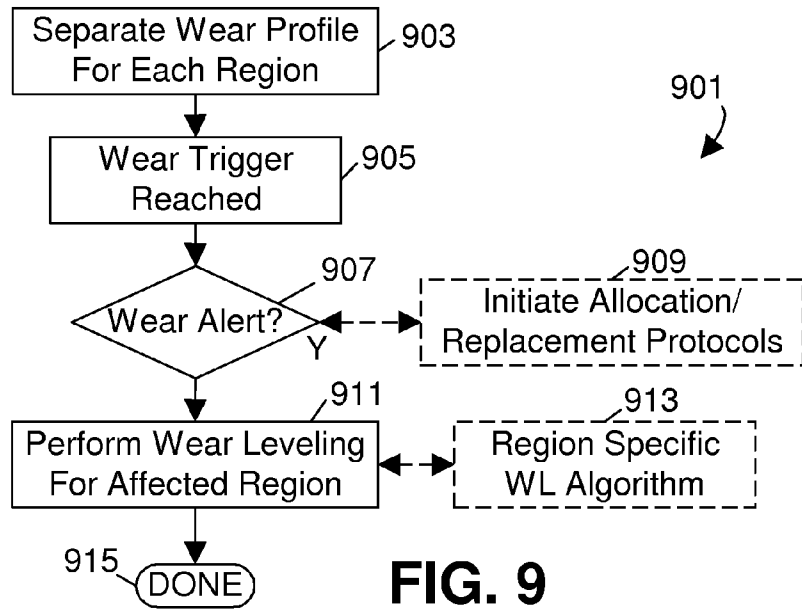 Separate Wear Profile
For Each Region
903
901
Wear Trigger
Reached
905
907
Wear Alert?
Y
909
Initiate Allocation/
Replacement Protocols
911
Perform Wear Leveling
For Affected Region
913
Region Specific
WL Algorithm
915
DONE
FIG. 9